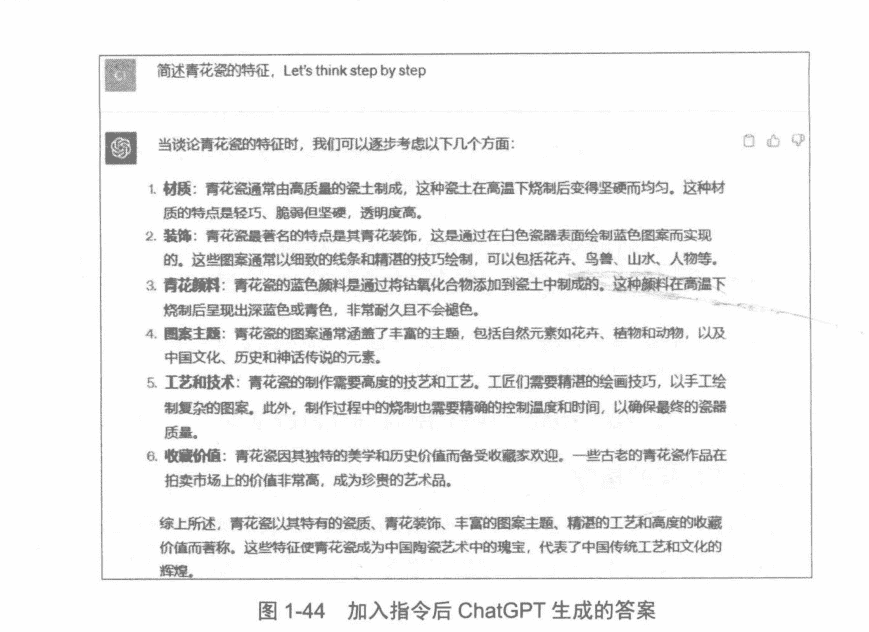 简述青花瓷的特征，Let's think step by step
当谈论青花瓷的特征时，我们可以逐步考虑以下几个方面：
1. 材质：青花瓷通常由高质量的瓷土制成，这种瓷土在高温下烧制后变得坚硬而均匀。这种材
质的特点是轻巧、脆弱但坚硬，透明度高。
2. 装饰：青花瓷最著名的特点是其青花装饰，这是通过在白色瓷器表面绘制蓝色图案而实现
的。这些图案通常以细致的线条和精湛的技巧绘制，可以包括花卉、鸟兽、山水、人物等。
3. 青花颜料：青花瓷的蓝色颜料是通过将钴氧化合物添加到瓷土中制成的。这种颜料在高温下
烧制后呈现出深蓝色或青色，非常耐久且不会褪色。
4. 图案主题：青花瓷的图案通常涵盖了丰富的主题，包括自然元素如花卉、植物和动物，以及
中国文化、历史和神话传说的元素。
5. 工艺和技术：青花瓷的制作需要高度的技艺和工艺。工匠们需要精湛的绘画技巧，以手工绘
制复杂的图案。此外，制作过程中的烧制也需要精确的控制温度和时间，以确保最终的瓷器
质量。
6. 收藏价值：青花瓷因其独特的美学和历史价值而备受收藏家欢迎。一些古老的青花瓷作品在
拍卖市场上的价值非常高，成为珍贵的艺术品。
综上所述，青花瓷以其特有的瓷质、青花装饰、丰富的图案主题、精湛的工艺和高度的收藏
价值而著称。这些特征使青花瓷成为中国陶瓷艺术中的瑰宝，代表了中国传统工艺和文化的
辉煌。
图 1-44 加入指令后 ChatGPT 生成的答案